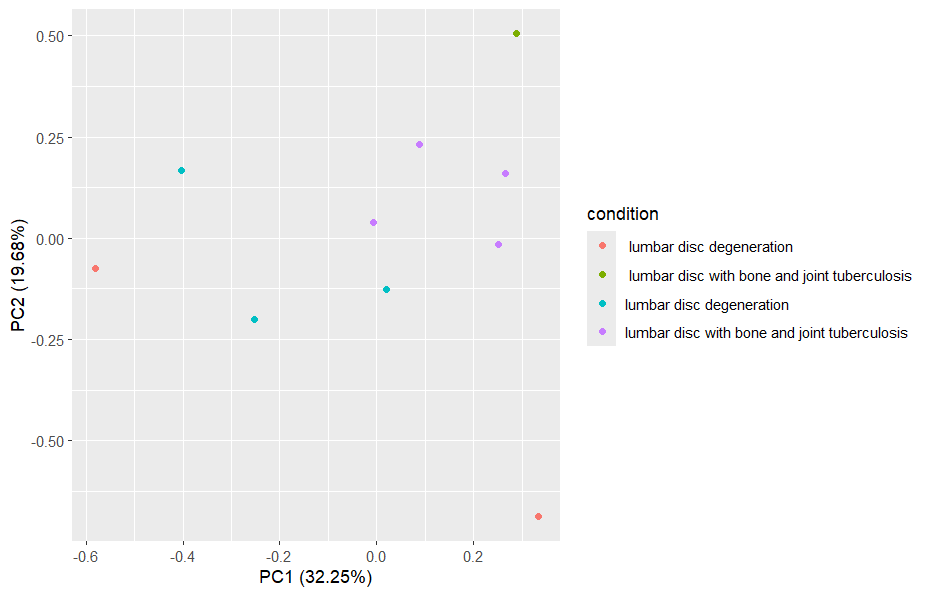 0.50
0.25
0.00
-0.25
-0.50
PC2 (19.68%)
-0.6
-0.4
-0.2
0.0
0.2
PC1 (32.25%)
condition
lumbar disc degeneration
lumbar disc with bone and joint tuberculosis
lumbar disc degeneration
lumbar disc with bone and joint tuberculosis